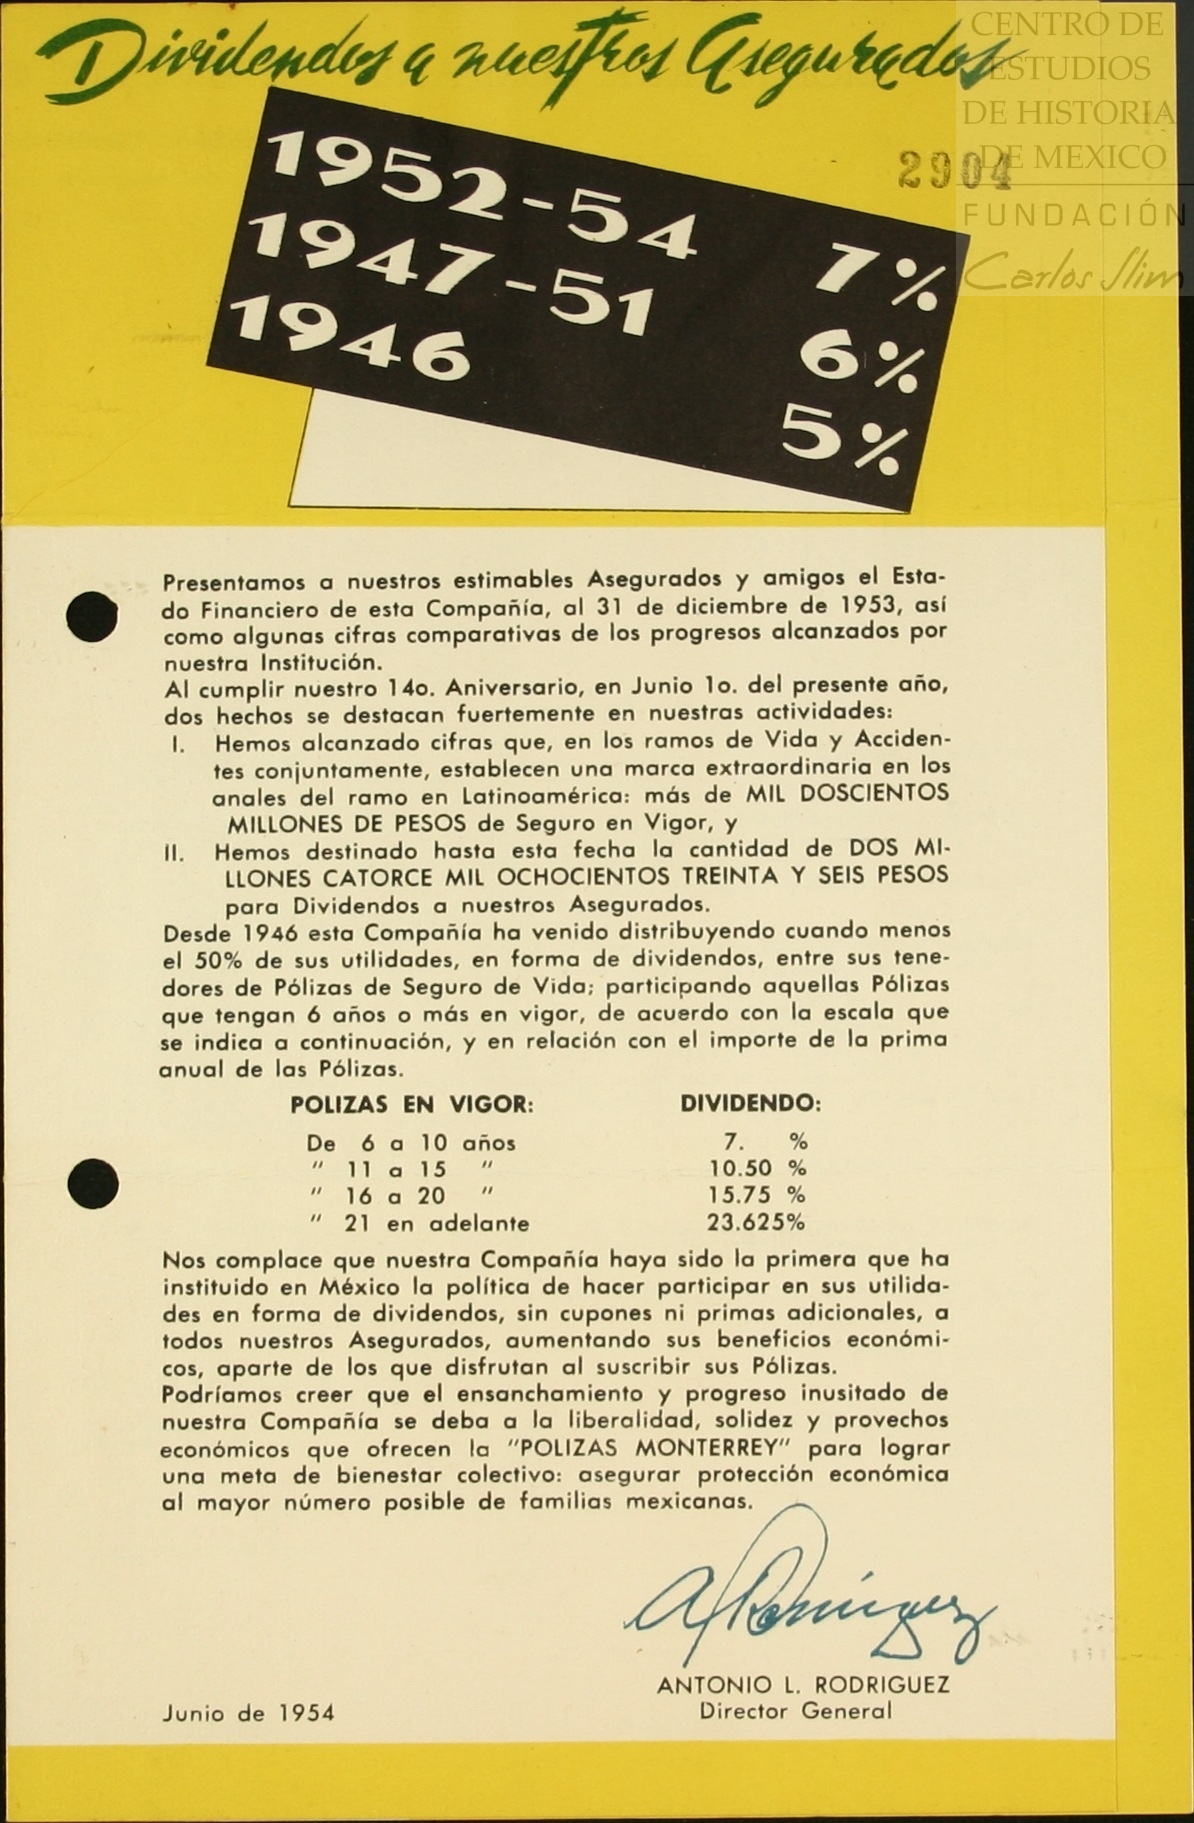 Dividendos a nuestros Asegurados
CENTRO DE
ESTUDIOS
DE HISTORIA
DE MEXICO
FUNDACIÓN
Carlos Slim
2904
1952-54 7%
1947-51 6%
1946 5%
Presentamos a nuestros estimables Asegurados y amigos el Esta-
do Financiero de esta Compañía, al 31 de diciembre de 1953, así
como algunas cifras comparativas de los progresos alcanzados por
nuestra Institución.
Al cumplir nuestro 14o. Aniversario, en Junio 1o. del presente año,
dos hechos se destacan fuertemente en nuestras actividades:
I. Hemos alcanzado cifras que, en los ramos de Vida y Acciden-
tes conjuntamente, establecen una marca extraordinaria en los
anales del ramo en Latinoamérica: más de MIL DOSCIENTOS
MILLONES DE PESOS de Seguro en Vigor, y
II. Hemos destinado hasta esta fecha la cantidad de DOS MI-
LLONES CATORCE MIL OCHOCIENTOS TREINTA Y SEIS PESOS
para Dividendos a nuestros Asegurados.
Desde 1946 esta Compañía ha venido distribuyendo cuando menos
el 50% de sus utilidades, en forma de dividendos, entre sus tene-
dores de Pólizas de Seguro de Vida; participando aquellas Pólizas
que tengan 6 años o más en vigor, de acuerdo con la escala que
se indica a continuación, y en relación con el importe de la prima
anual de las Pólizas.
POLIZAS EN VIGOR: DIVIDENDO:
De 6 a 10 años 7. %
" 11 a 15 " 10.50 %
" 16 a 20 " 15.75 %
" 21 en adelante 23.625%
Nos complace que nuestra Compañía haya sido la primera que ha
instituido en México la política de hacer participar en sus utilida-
des en forma de dividendos, sin cupones ni primas adicionales, a
todos nuestros Asegurados, aumentando sus beneficios económi-
cos, aparte de los que disfrutan al suscribir sus Pólizas.
Podríamos creer que el ensanchamiento y progreso inusitado de
nuestra Compañía se deba a la liberalidad, solidez y provechos
económicos que ofrecen la "POLIZAS MONTERREY" para lograr
una meta de bienestar colectivo: asegurar protección económica
al mayor número posible de familias mexicanas.
ANTONIO L. RODRIGUEZ
Director General
Junio de 1954